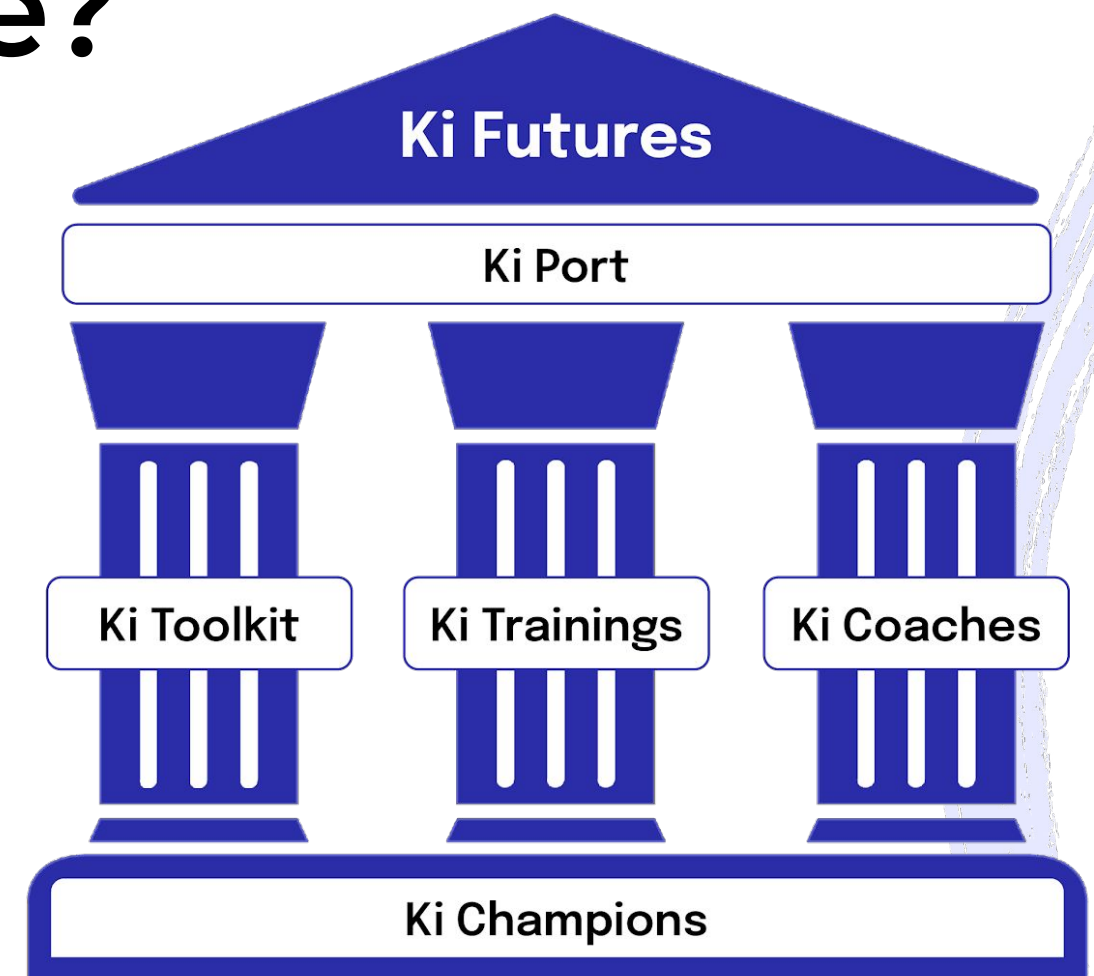 e?
Ki Futures
Ki Port
Ki Toolkit
Ki Trainings
Ki Coaches
Ki Champions